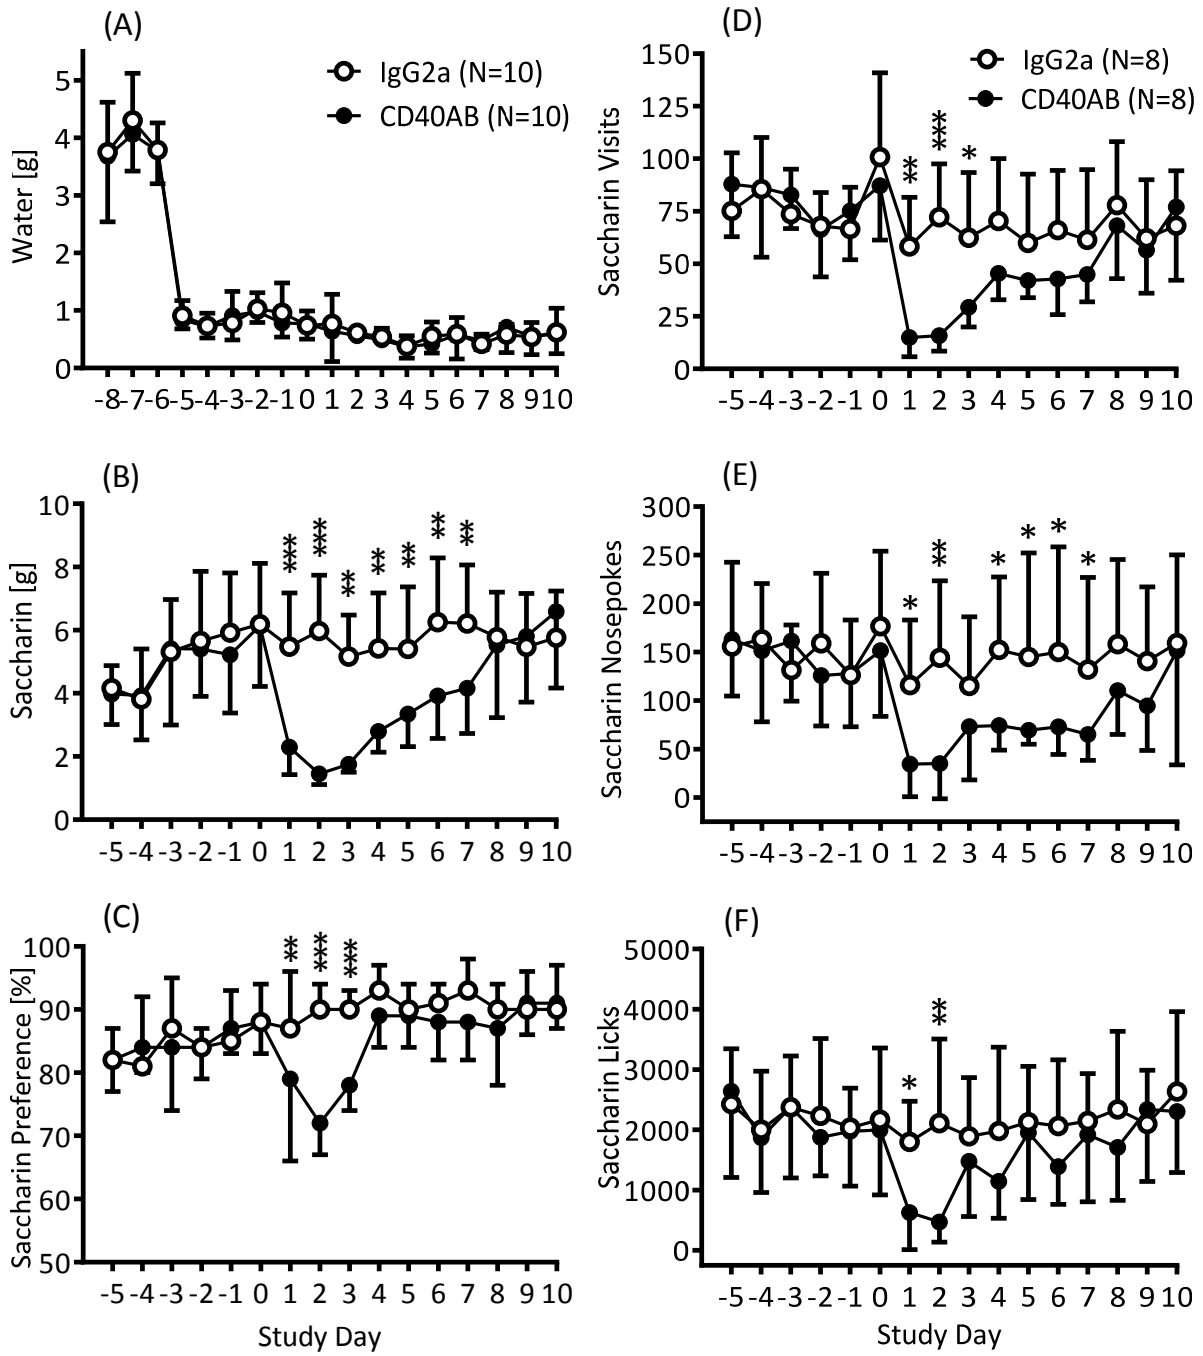 (A)
IgG2a (N=10)
CD40AB (N=10)
Water [g]
5
4
3
2
1
0
-8 -7 -6 -5 -4 -3 -2 -1 0 1 2 3 4 5 6 7 8 9 10
(B)
Saccharin [g]
10
8
6
4
2
0
*** *** ** ** ** ** **
-5 -4 -3 -2 -1 0 1 2 3 4 5 6 7 8 9 10
(C)
Saccharin Preference [%]
100
90
80
70
60
50
** *** ***
-5 -4 -3 -2 -1 0 1 2 3 4 5 6 7 8 9 10
Study Day
(D)
IgG2a (N=8)
CD40AB (N=8)
Saccharin Visits
150
125
100
75
50
25
0
** *** *
-5 -4 -3 -2 -1 0 1 2 3 4 5 6 7 8 9 10
(E)
Saccharin Nosepokes
300
250
200
150
100
50
0
* ** * * * *
-5 -4 -3 -2 -1 0 1 2 3 4 5 6 7 8 9 10
(F)
Saccharin Licks
5000
4000
3000
2000
1000
0
* **
-5 -4 -3 -2 -1 0 1 2 3 4 5 6 7 8 9 10
Study Day